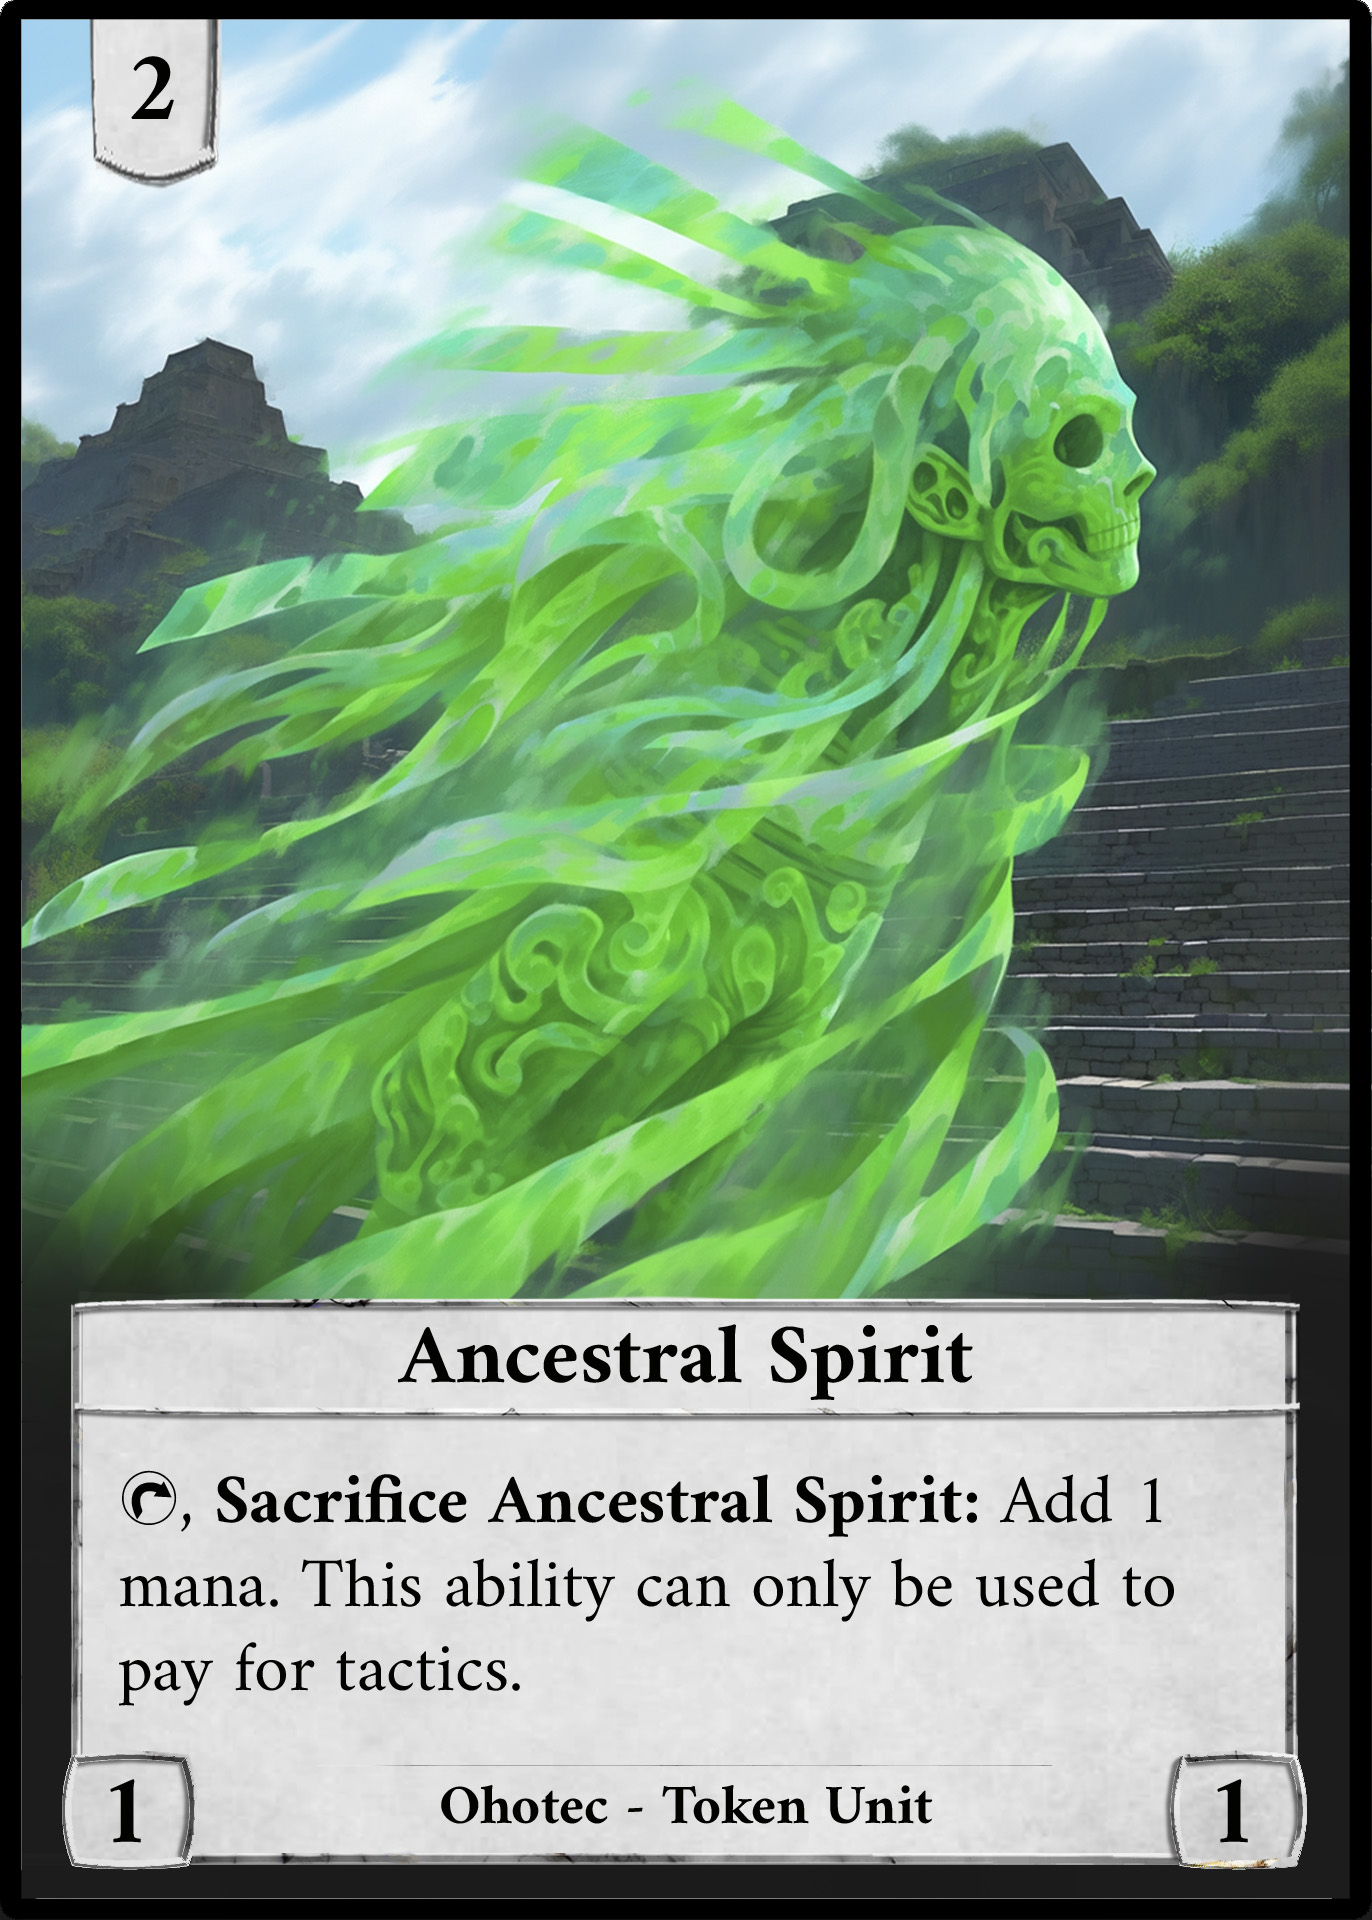 2
Ancestral Spirit
, Sacrifice Ancestral Spirit: Add 1
mana. This ability can only be used to
pay for tactics.
1
Ohotec - Token Unit
1